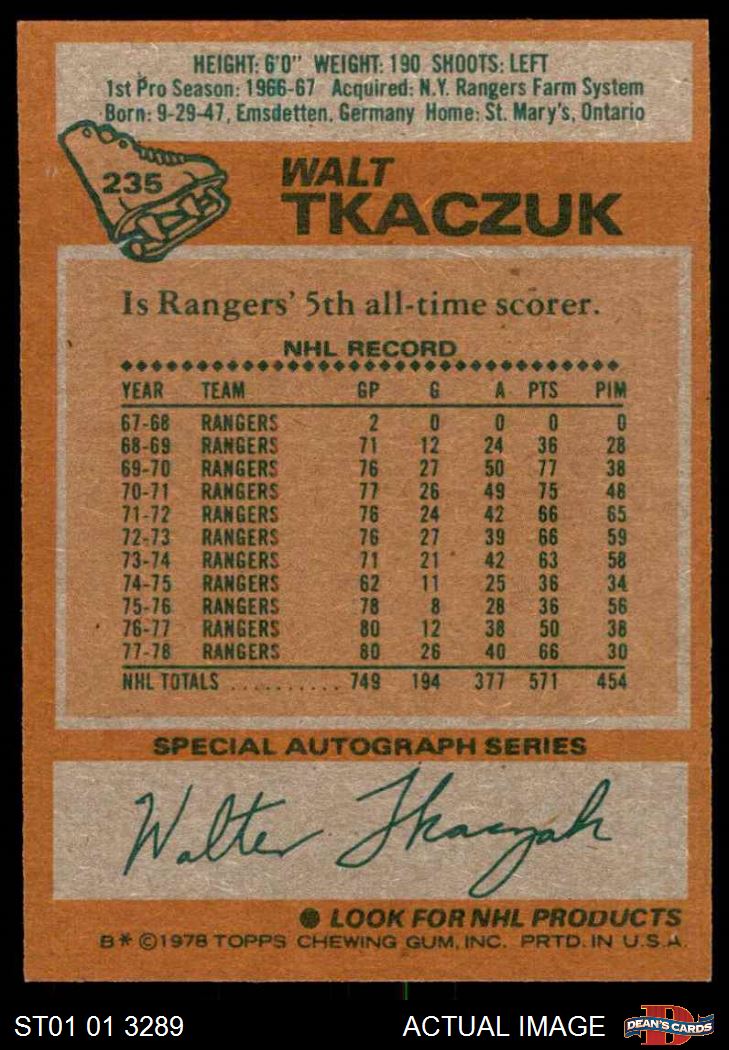 HEIGHT: 6'0" WEIGHT: 190 SHOOTS: LEFT
1st Pro Season: 1966-67 Acquired: N.Y. Rangers Farm System
Born: 9-29-47, Emsdetten, Germany Home: St. Mary's, Ontario
235
WALT
TKACZUK
Is Rangers' 5th all-time scorer.
NHL RECORD
YEAR TEAM GP G A PTS PIM
67-68 RANGERS 2 0 0 0 0
68-69 RANGERS 71 12 24 36 28
69-70 RANGERS 76 27 50 77 38
70-71 RANGERS 77 26 49 75 48
71-72 RANGERS 76 24 42 66 65
72-73 RANGERS 76 27 39 66 59
73-74 RANGERS 71 21 42 63 58
74-75 RANGERS 62 11 25 36 34
75-76 RANGERS 78 8 28 36 56
76-77 RANGERS 80 12 38 50 38
77-78 RANGERS 80 26 40 66 30
NHL TOTALS .......... 749 194 377 571 454
SPECIAL AUTOGRAPH SERIES
Walter Tkaczuk
● LOOK FOR NHL PRODUCTS
B* ©1978 TOPPS CHEWING GUM, INC. PRTD. IN U.S.A.
ST01 01 3289 ACTUAL IMAGE DEAN'S CARDS